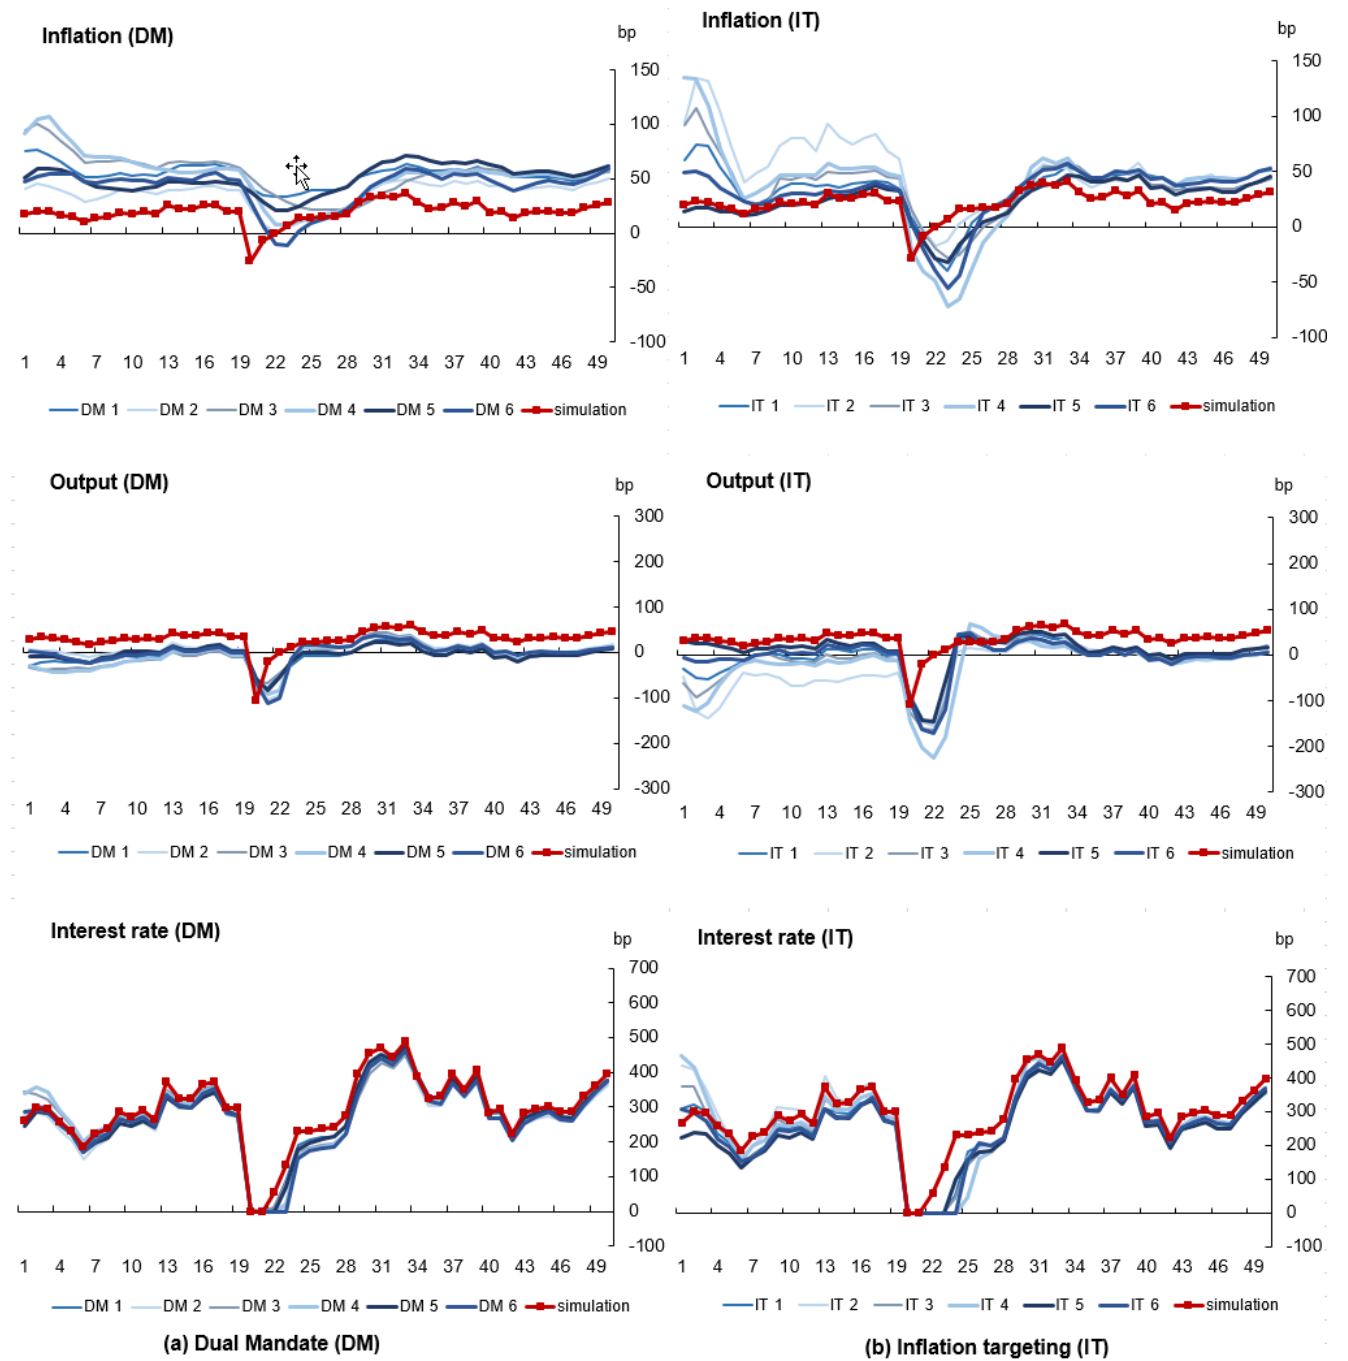 Inflation (DM)
bp
150
100
50
0
-50
-100
1 4 7 10 13 16 19 22 25 28 31 34 37 40 43 46 49
DM 1 DM 2 DM 3 DM 4 DM 5 DM 6 simulation
Inflation (IT)
bp
150
100
50
0
-50
-100
1 4 7 10 13 16 19 22 25 28 31 34 37 40 43 46 49
IT 1 IT 2 IT 3 IT 4 IT 5 IT 6 simulation
Output (DM)
bp
300
200
100
0
-100
-200
-300
1 4 7 10 13 16 19 22 25 28 31 34 37 40 43 46 49
DM 1 DM 2 DM 3 DM 4 DM 5 DM 6 simulation
Output (IT)
bp
300
200
100
0
-100
-200
-300
1 4 7 10 13 16 19 22 25 28 31 34 37 40 43 46 49
IT 1 IT 2 IT 3 IT 4 IT 5 IT 6 simulation
Interest rate (DM)
bp
700
600
500
400
300
200
100
0
-100
1 4 7 10 13 16 19 22 25 28 31 34 37 40 43 46 49
DM 1 DM 2 DM 3 DM 4 DM 5 DM 6 simulation
(a) Dual Mandate (DM)
Interest rate (IT)
bp
700
600
500
400
300
200
100
0
-100
1 4 7 10 13 16 19 22 25 28 31 34 37 40 43 46 49
IT 1 IT 2 IT 3 IT 4 IT 5 IT 6 simulation
(b) Inflation targeting (IT)